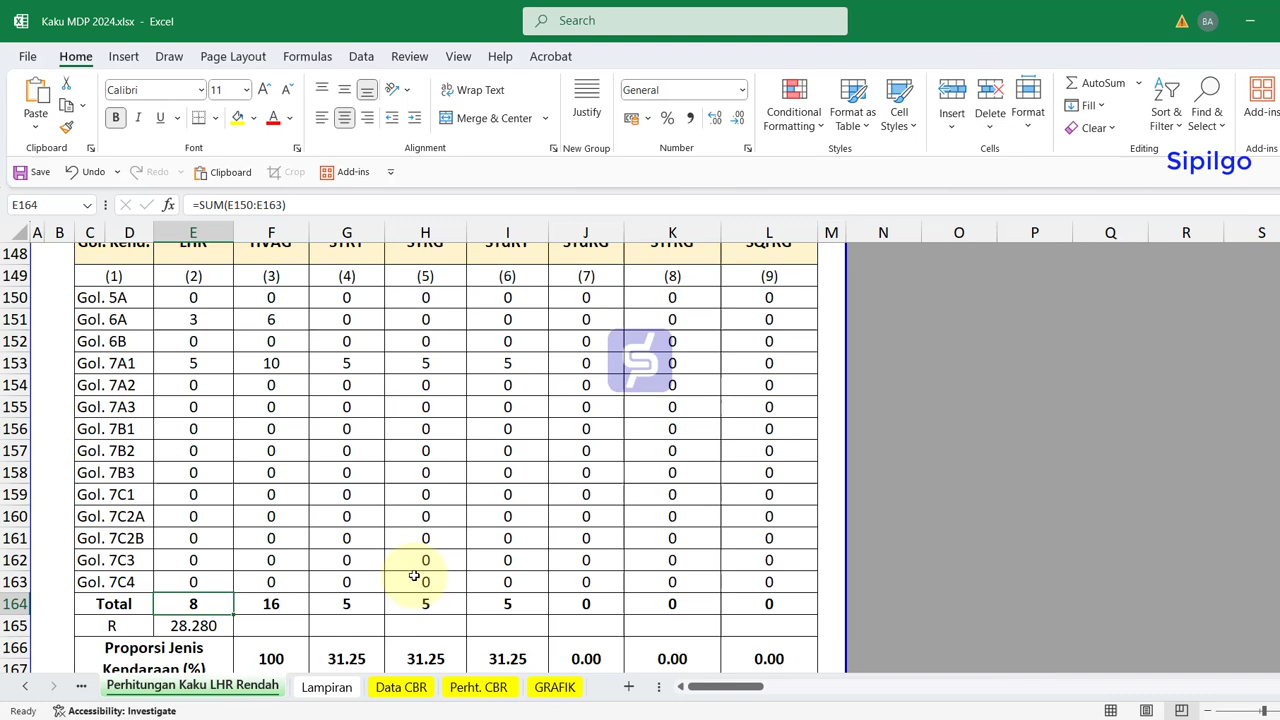 Kaku MDP 2024.xlsx - Excel
Search
BA
File Home Insert Draw Page Layout Formulas Data Review View Help Acrobat
Paste
Calibri 11
B I U
Wrap Text
Merge & Center
Justify
General
Conditional Formatting
Format as Table
Cell Styles
Insert
Delete
Format
AutoSum
Fill
Clear
Sort & Filter
Find & Select
Add-ins
Clipboard Font Alignment New Group Number Styles Cells Editing Add-ins
Sipilgo
Save Undo Redo Clipboard Crop Add-ins
E164 fx =SUM(E150:E163)
A B C D E F G H I J K L M N O P Q R S
148 Gol. Kend. LHR HVAG STRT STRG STdRT STdRG STrRG SQrRG
149 (1) (2) (3) (4) (5) (6) (7) (8) (9)
150 Gol. 5A 0 0 0 0 0 0 0 0
151 Gol. 6A 3 6 0 0 0 0 0 0
152 Gol. 6B 0 0 0 0 0 0 0 0
153 Gol. 7A1 5 10 5 5 5 0 0 0
154 Gol. 7A2 0 0 0 0 0 0 0 0
155 Gol. 7A3 0 0 0 0 0 0 0 0
156 Gol. 7B1 0 0 0 0 0 0 0 0
157 Gol. 7B2 0 0 0 0 0 0 0 0
158 Gol. 7B3 0 0 0 0 0 0 0 0
159 Gol. 7C1 0 0 0 0 0 0 0 0
160 Gol. 7C2A 0 0 0 0 0 0 0 0
161 Gol. 7C2B 0 0 0 0 0 0 0 0
162 Gol. 7C3 0 0 0 0 0 0 0 0
163 Gol. 7C4 0 0 0 0 0 0 0 0
164 Total 8 16 5 5 5 0 0 0
165 R 28.280
166 Proporsi Jenis
167 Kendaraan (%) 100 31.25 31.25 31.25 0.00 0.00 0.00
Perhitungan Kaku LHR Rendah Lampiran Data CBR Perht. CBR GRAFIK
Ready Accessibility: Investigate